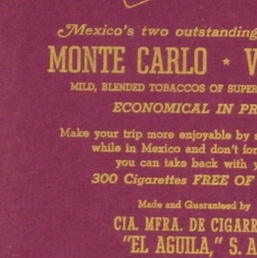 Mexico's two outstanding
MONTE CARLO ★ V
MILD, BLENDED TOBACCOS OF SUPER
ECONOMICAL IN PR
Make your trip more enjoyable by s
while in Mexico and don't for
you can take back with y
300 Cigarettes FREE OF
Made and Guaranteed by
CIA. MFRA. DE CIGARR
"EL AGUILA," S. A